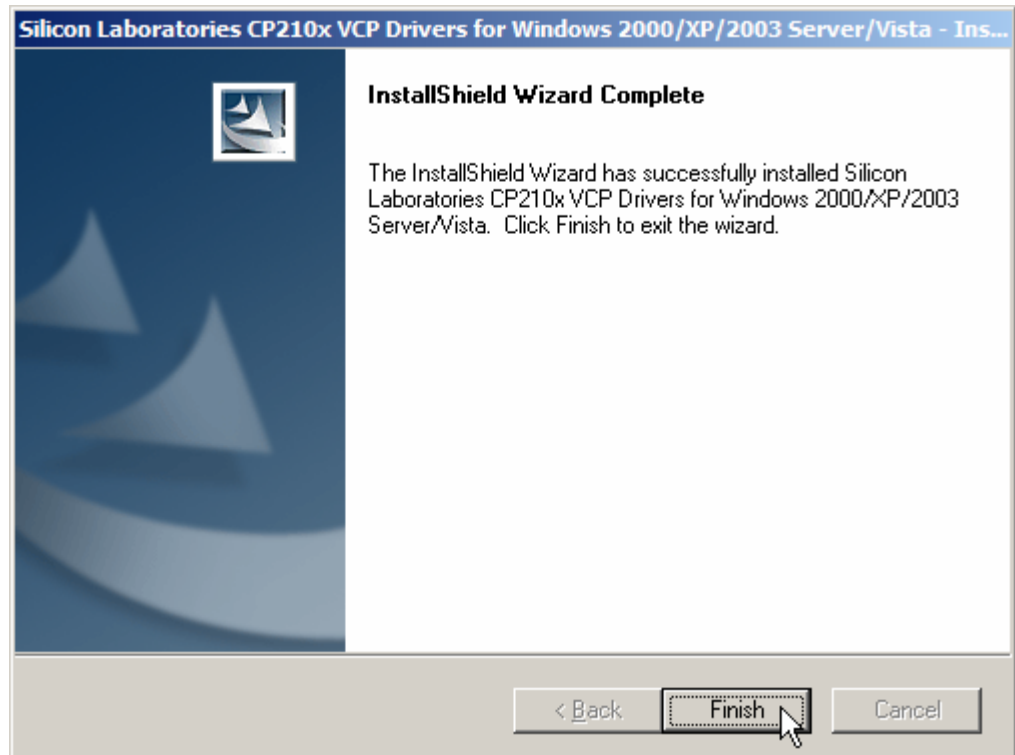 Silicon Laboratories CP210x VCP Drivers for Windows 2000/XP/2003 Server/Vista - Ins...
InstallShield Wizard Complete
The InstallShield Wizard has successfully installed Silicon
Laboratories CP210x VCP Drivers for Windows 2000/XP/2003
Server/Vista. Click Finish to exit the wizard.
< Back Finish Cancel